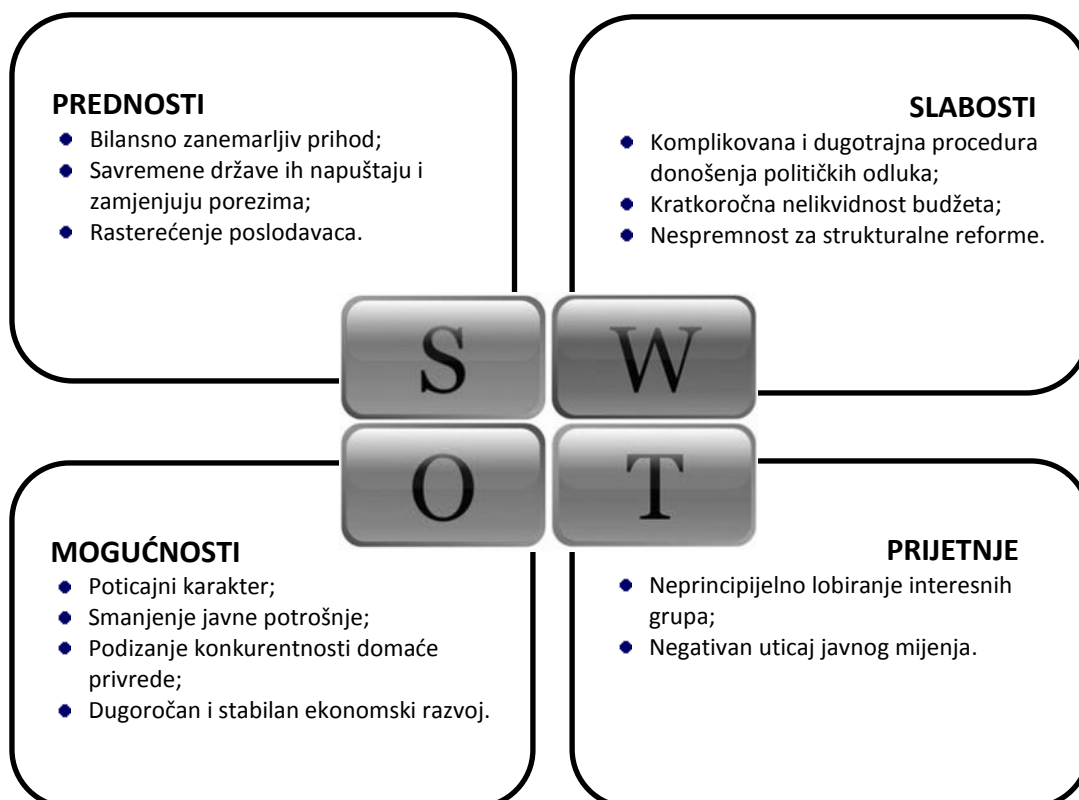 PREDNOSTI
Bilansno zanemarljiv prihod;
Savremene države ih napuštaju i
zamjenjuju porezima;
Rasterećenje poslodavaca.
SLABOSTI
Komplikovana i dugotrajna procedura
donošenja političkih odluka;
Kratkoročna nelikvidnost budžeta;
Nespremnost za strukturalne reforme.
S
W
O
T
MOGUĆNOSTI
Poticajni karakter;
Smanjenje javne potrošnje;
Podizanje konkurentnosti domaće
privrede;
Dugoročan i stabilan ekonomski razvoj.
PRIJETNJE
Neprincipijelno lobiranje interesnih
grupa;
Negativan uticaj javnog mijenja.